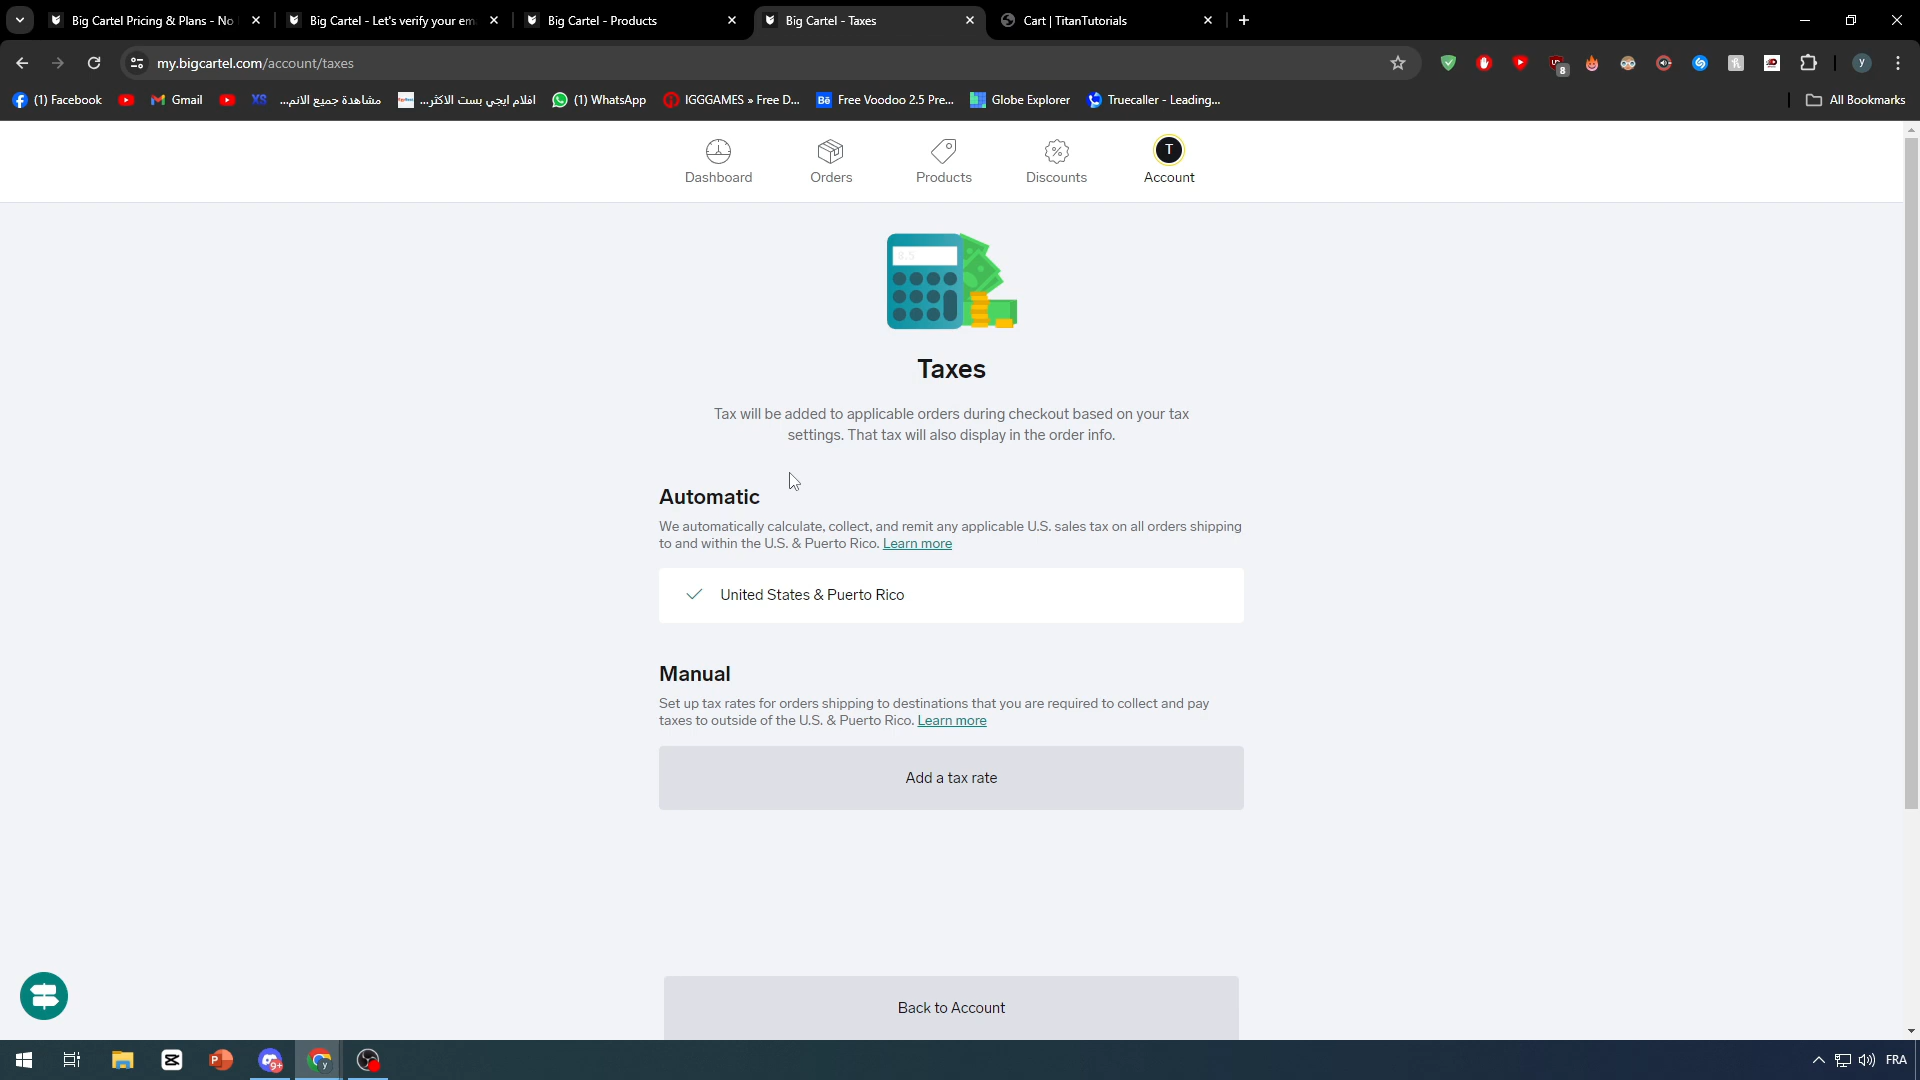 Big Cartel Pricing & Plans - No
Big Cartel - Let's verify your em
Big Cartel - Products
Big Cartel - Taxes
Cart | TitanTutorials
my.bigcartel.com/account/taxes
8
y
(1) Facebook
Gmail
XS
مشاهدة جميع الانم...
افلام ايجي بست الاكثر...
(1) WhatsApp
IGGGAMES » Free D...
Bē
Free Voodoo 2.5 Pre...
Globe Explorer
Truecaller - Leading...
All Bookmarks
Dashboard
Orders
Products
Discounts
T
Account
8.5
Taxes
Tax will be added to applicable orders during checkout based on your tax
settings. That tax will also display in the order info.
Automatic
We automatically calculate, collect, and remit any applicable U.S. sales tax on all orders shipping
to and within the U.S. & Puerto Rico. Learn more
United States & Puerto Rico
Manual
Set up tax rates for orders shipping to destinations that you are required to collect and pay
taxes to outside of the U.S. & Puerto Rico. Learn more
Add a tax rate
Back to Account
9+
FRA